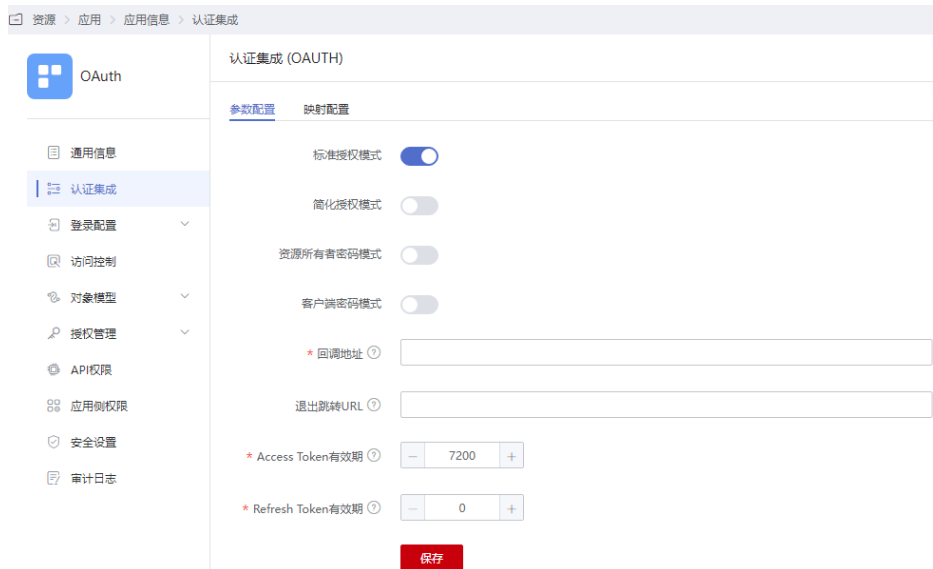 资源 > 应用 > 应用信息 > 认证集成
OAuth
通用信息
认证集成
登录配置
访问控制
对象模型
授权管理
API权限
应用侧权限
安全设置
审计日志
认证集成 (OAUTH)
参数配置 映射配置
标准授权模式
简化授权模式
资源所有者密码模式
客户端密码模式
* 回调地址 ?
退出跳转URL ?
* Access Token有效期 ? − 7200 +
* Refresh Token有效期 ? − 0 +
保存